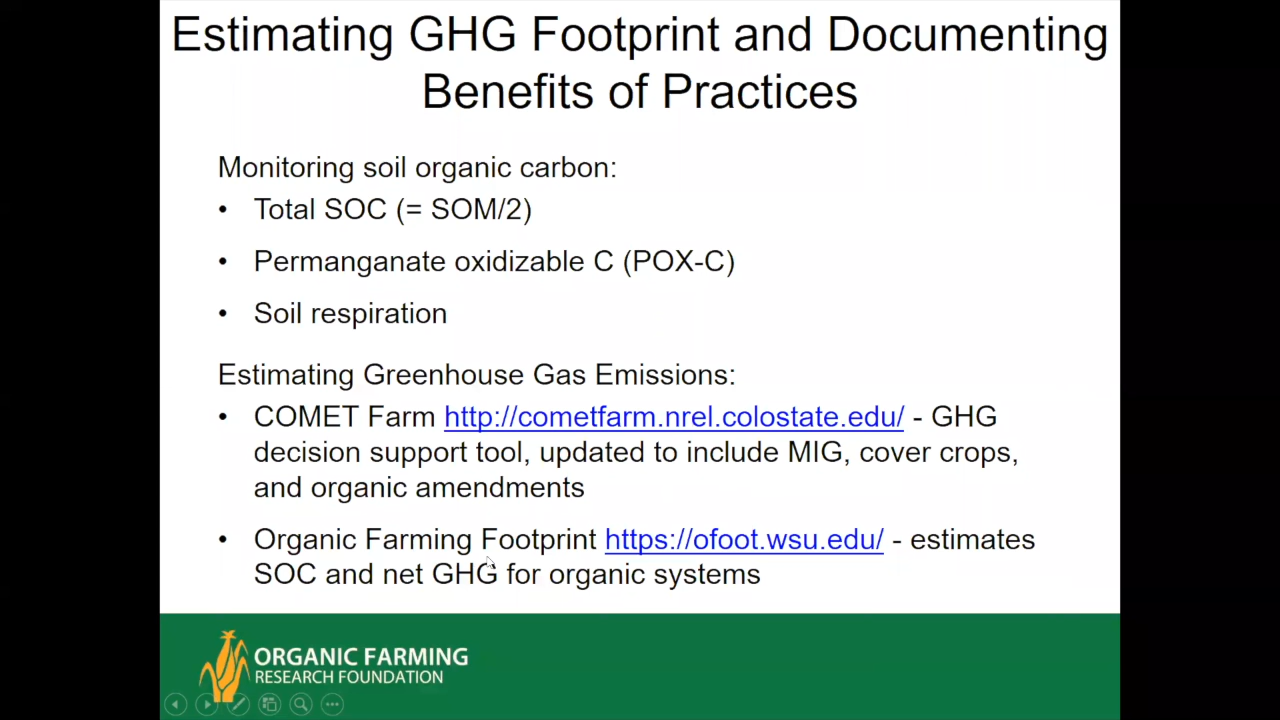 Estimating GHG Footprint and Documenting
Benefits of Practices
Monitoring soil organic carbon:
• Total SOC (= SOM/2)
• Permanganate oxidizable C (POX-C)
• Soil respiration
Estimating Greenhouse Gas Emissions:
• COMET Farm http://cometfarm.nrel.colostate.edu/ - GHG
decision support tool, updated to include MIG, cover crops,
and organic amendments
• Organic Farming Footprint https://ofoot.wsu.edu/ - estimates
SOC and net GHG for organic systems
ORGANIC FARMING
RESEARCH FOUNDATION